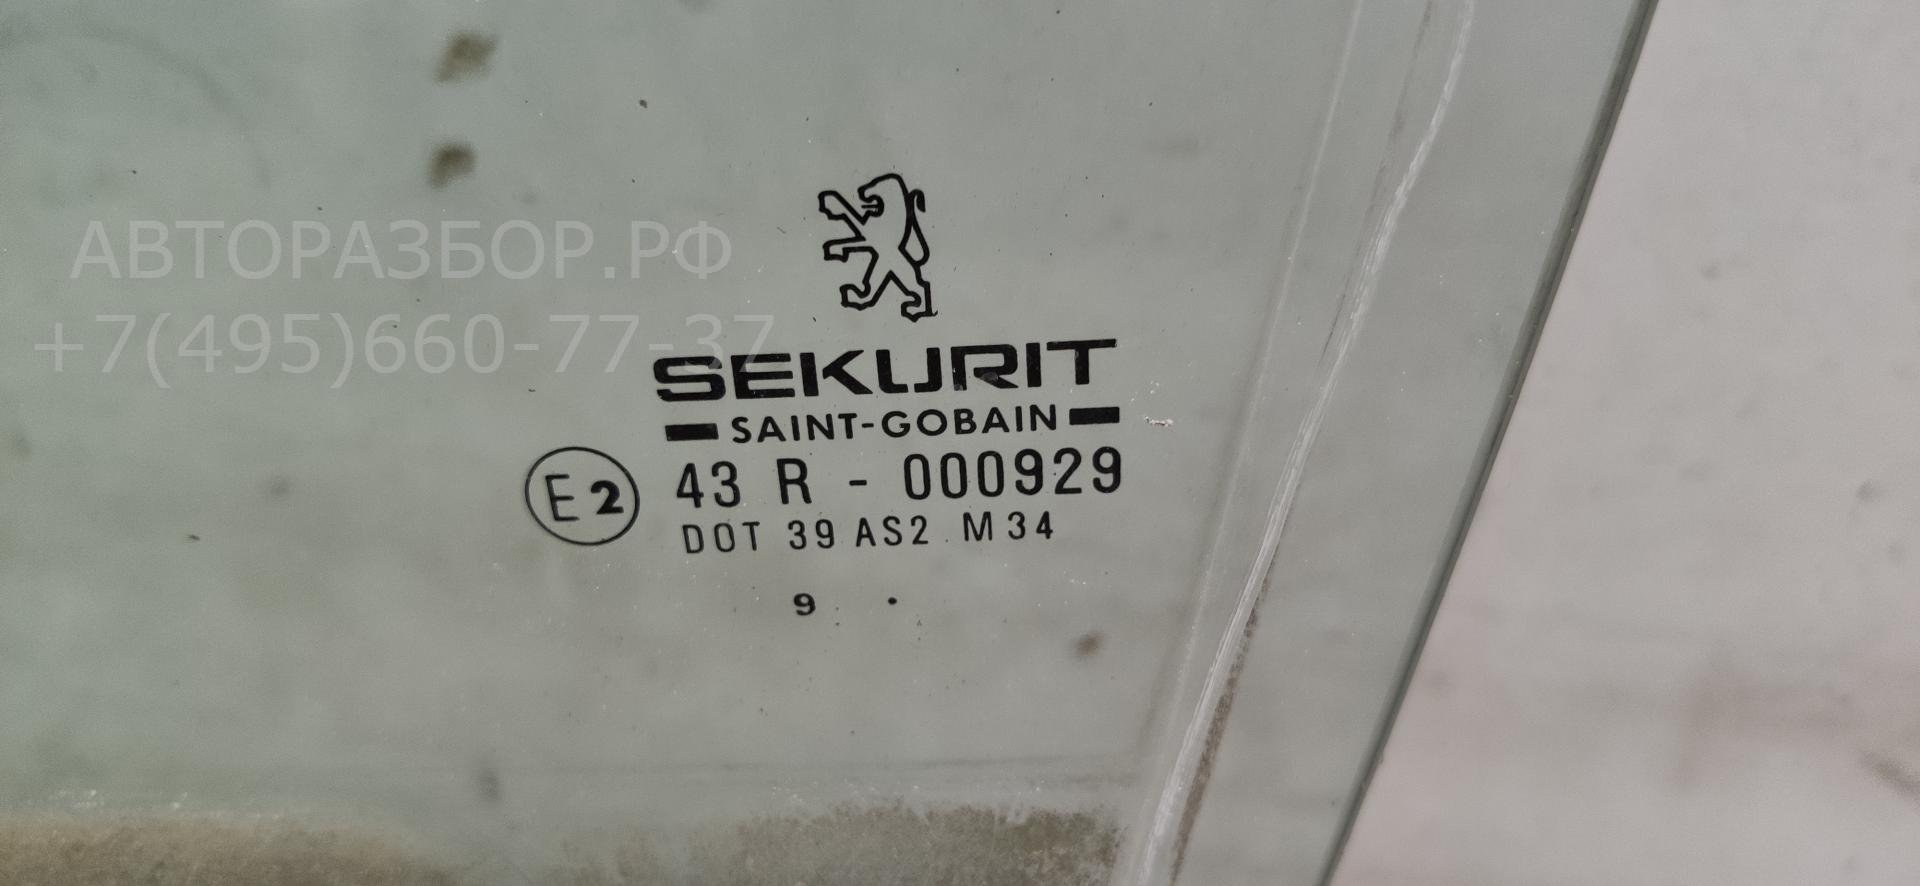 АВТОРАЗБОР.РФ
+7(495)660-77-37
SEKURIT
SAINT-GOBAIN
E2 43 R - 000929
DOT 39 AS2 M34
9 .